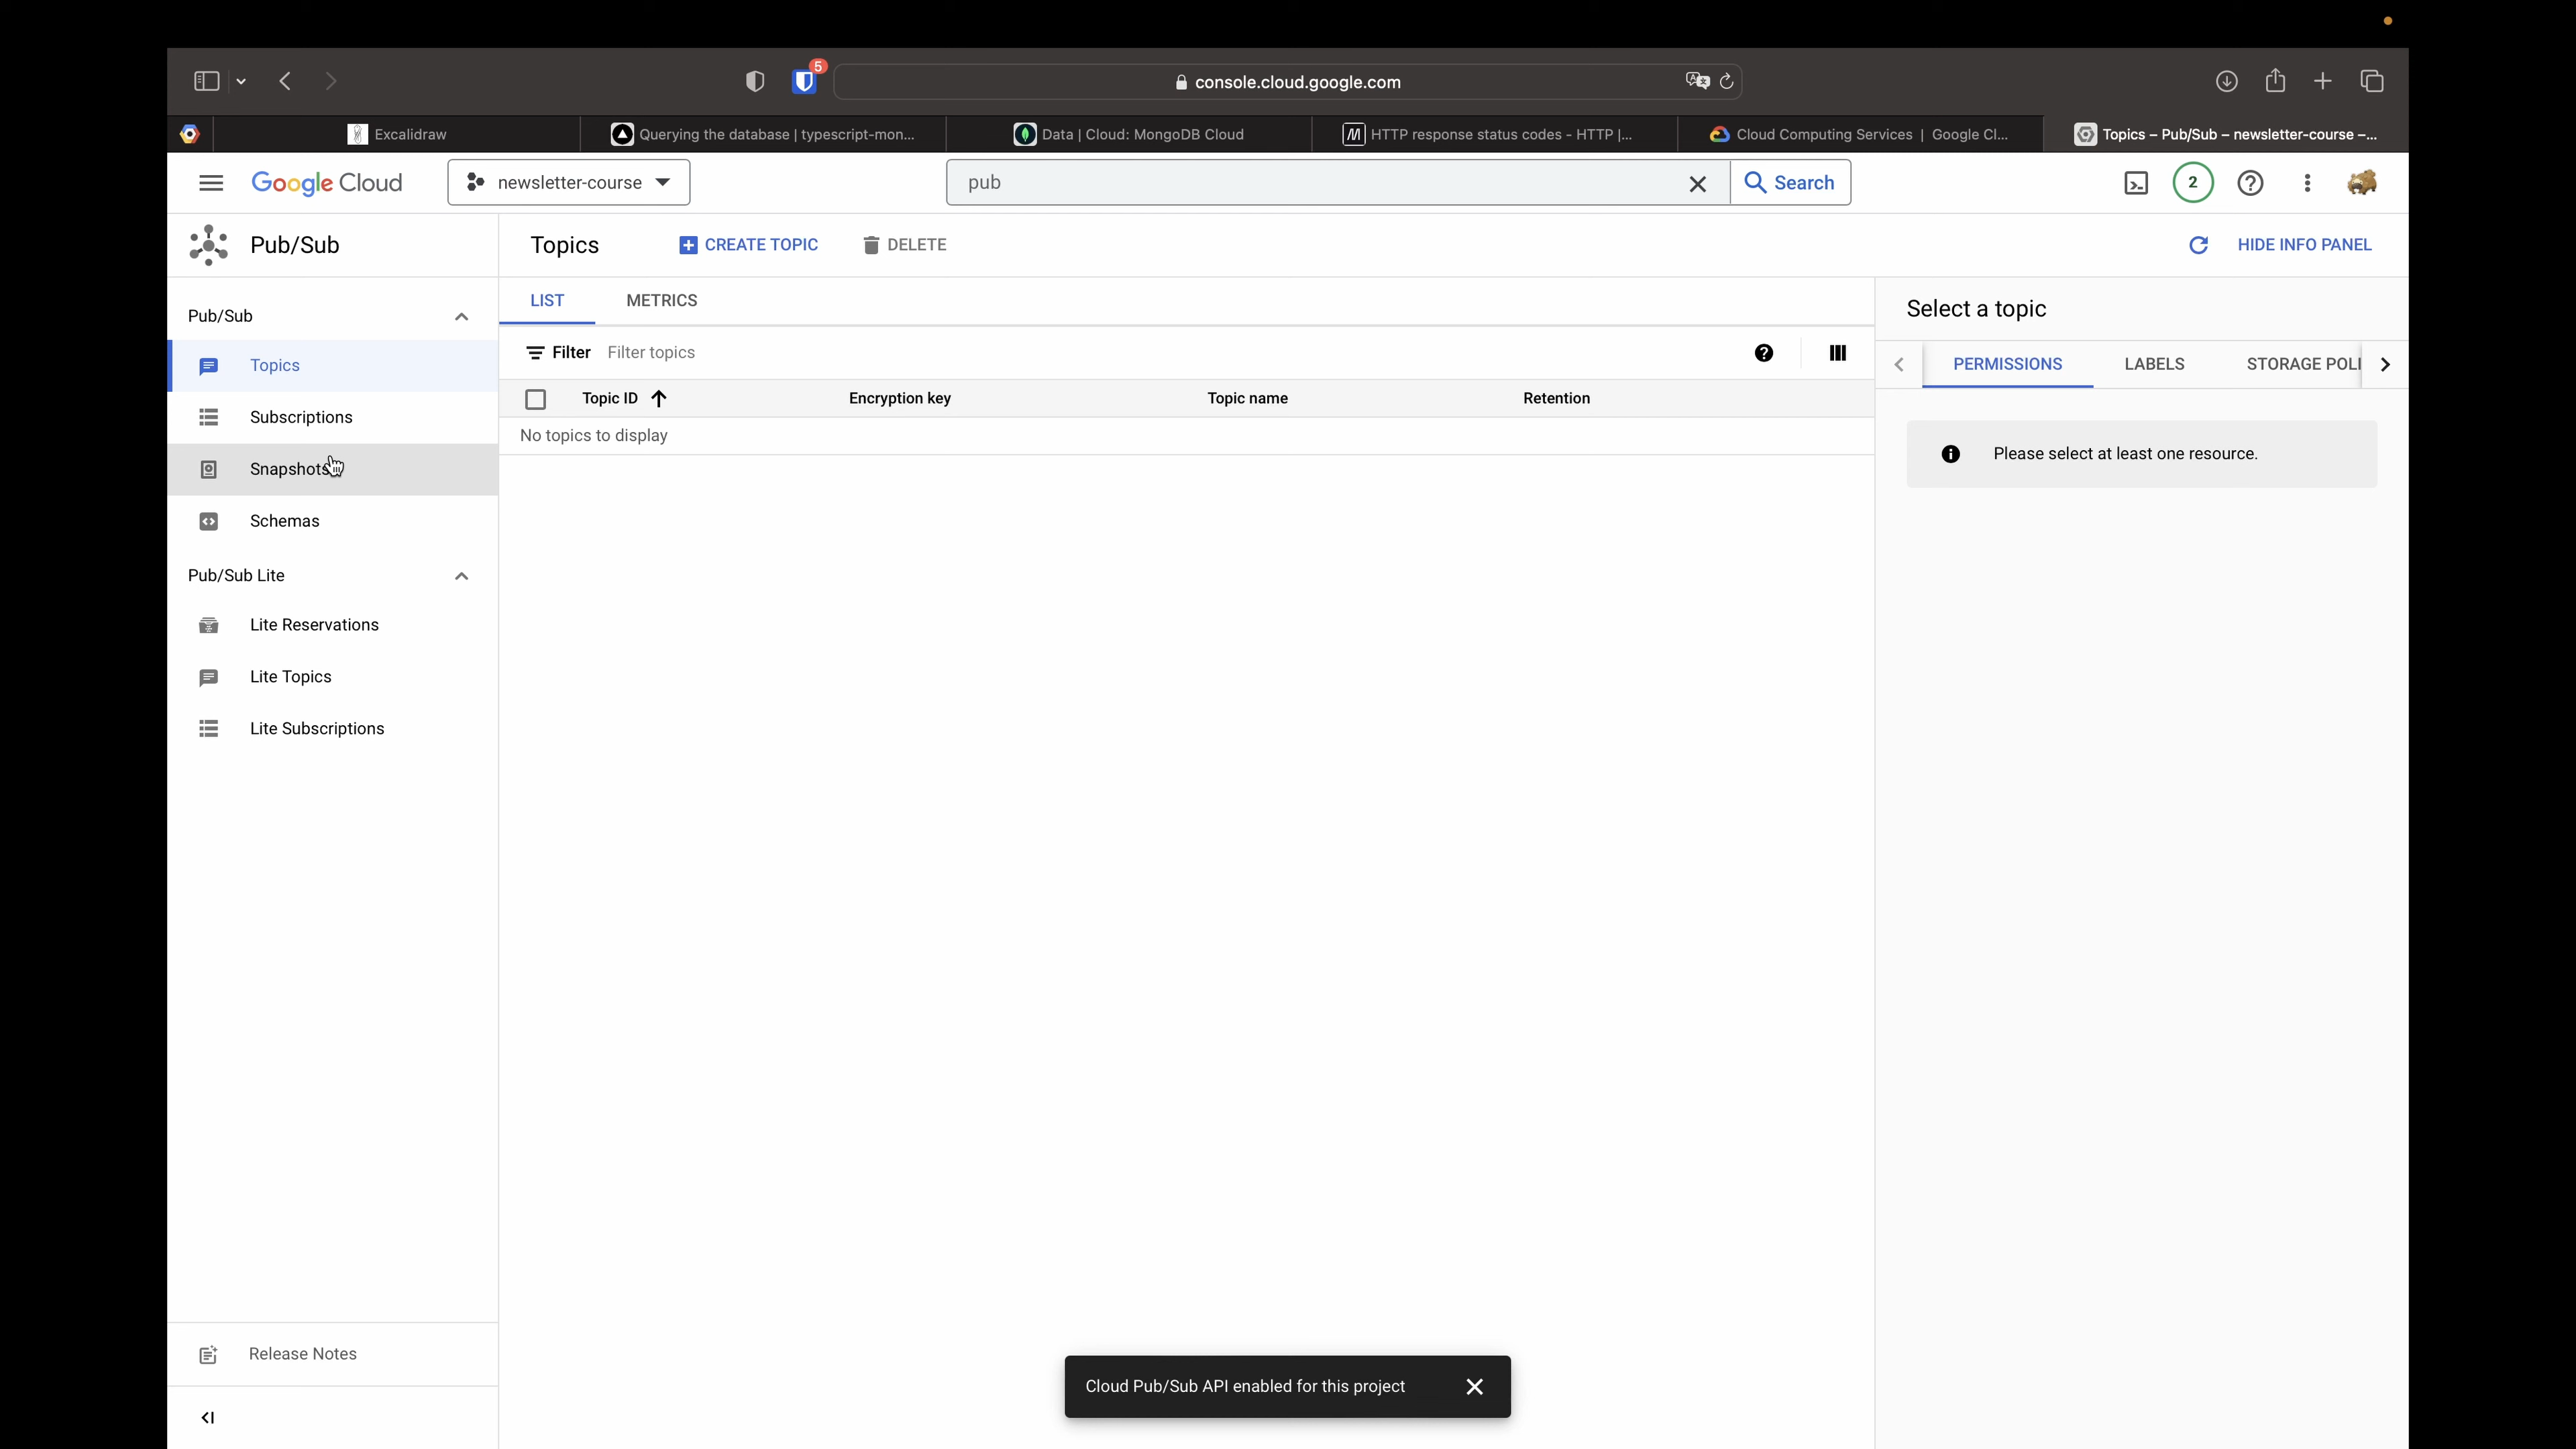 5
console.cloud.google.com
Excalidraw
Querying the database | typescript-mon...
Data | Cloud: MongoDB Cloud
HTTP response status codes - HTTP |...
Cloud Computing Services | Google Cl...
Topics – Pub/Sub – newsletter-course –...
Google Cloud
newsletter-course
pub
Search
2
Pub/Sub
Topics
CREATE TOPIC
DELETE
HIDE INFO PANEL
Pub/Sub
Topics
Subscriptions
Snapshots
Schemas
Pub/Sub Lite
Lite Reservations
Lite Topics
Lite Subscriptions
Release Notes
LIST
METRICS
Filter
Filter topics
Topic ID
Encryption key
Topic name
Retention
No topics to display
Select a topic
PERMISSIONS
LABELS
STORAGE POLI
Please select at least one resource.
Cloud Pub/Sub API enabled for this project